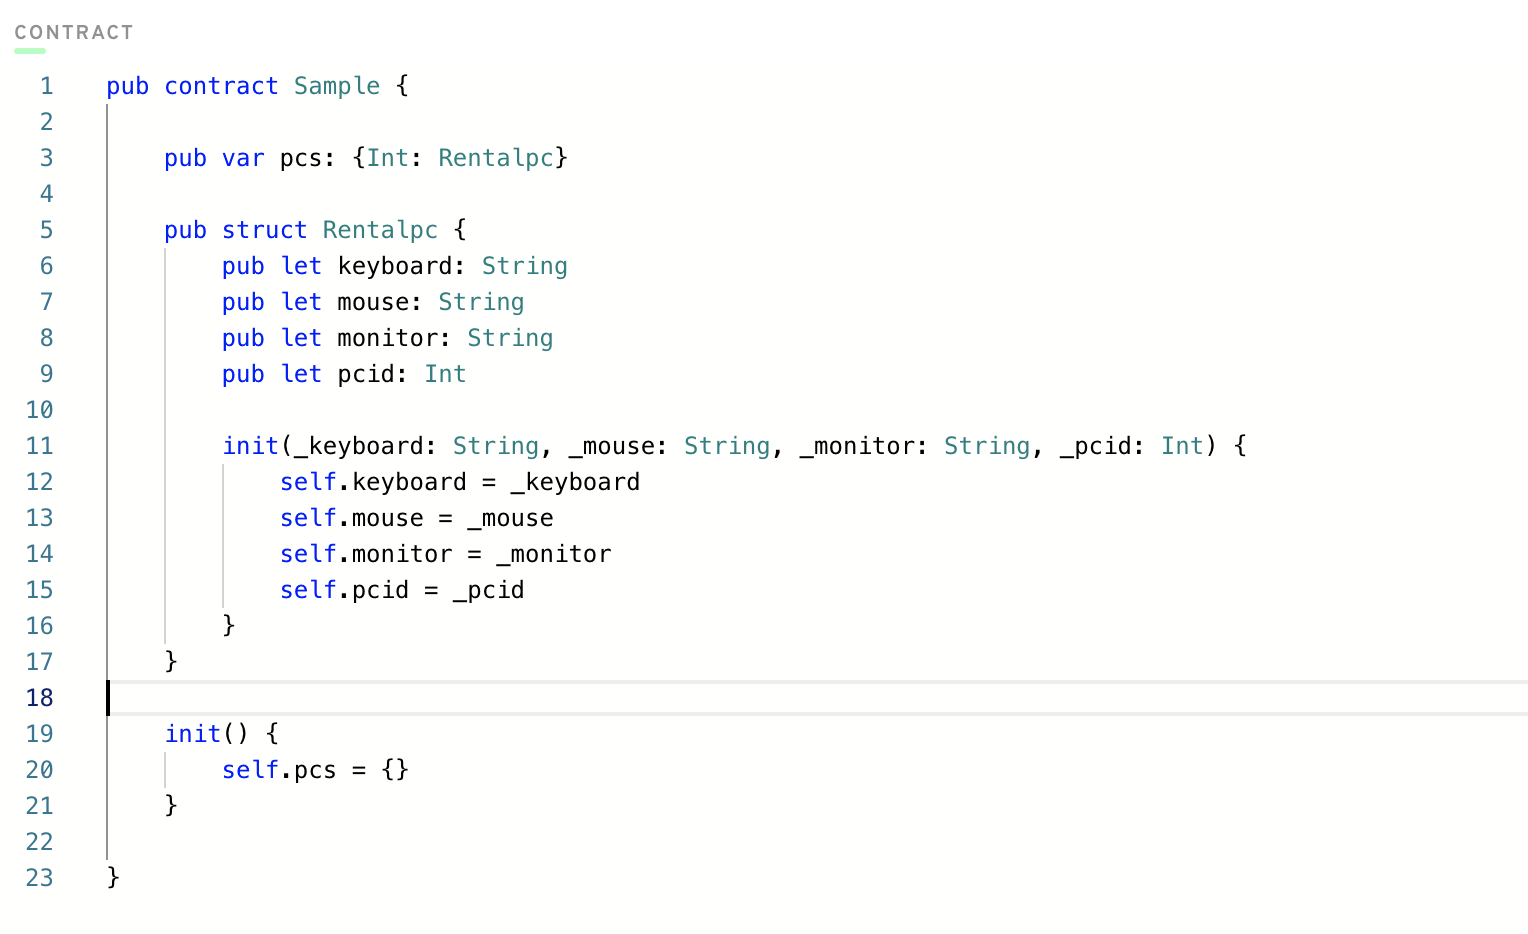 CONTRACT
1 pub contract Sample {
2
3 pub var pcs: {Int: Rentalpc}
4
5 pub struct Rentalpc {
6 pub let keyboard: String
7 pub let mouse: String
8 pub let monitor: String
9 pub let pcid: Int
10
11 init(_keyboard: String, _mouse: String, _monitor: String, _pcid: Int) {
12 self.keyboard = _keyboard
13 self.mouse = _mouse
14 self.monitor = _monitor
15 self.pcid = _pcid
16 }
17 }
18
19 init() {
20 self.pcs = {}
21 }
22
23 }